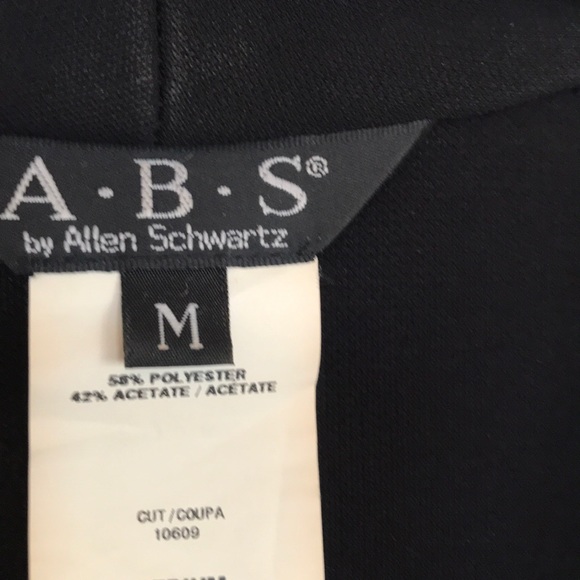 A·B·S®
by Allen Schwartz
M
58% POLYESTER
42% ACETATE / ACÉTATE
CUT/COUPA
10609